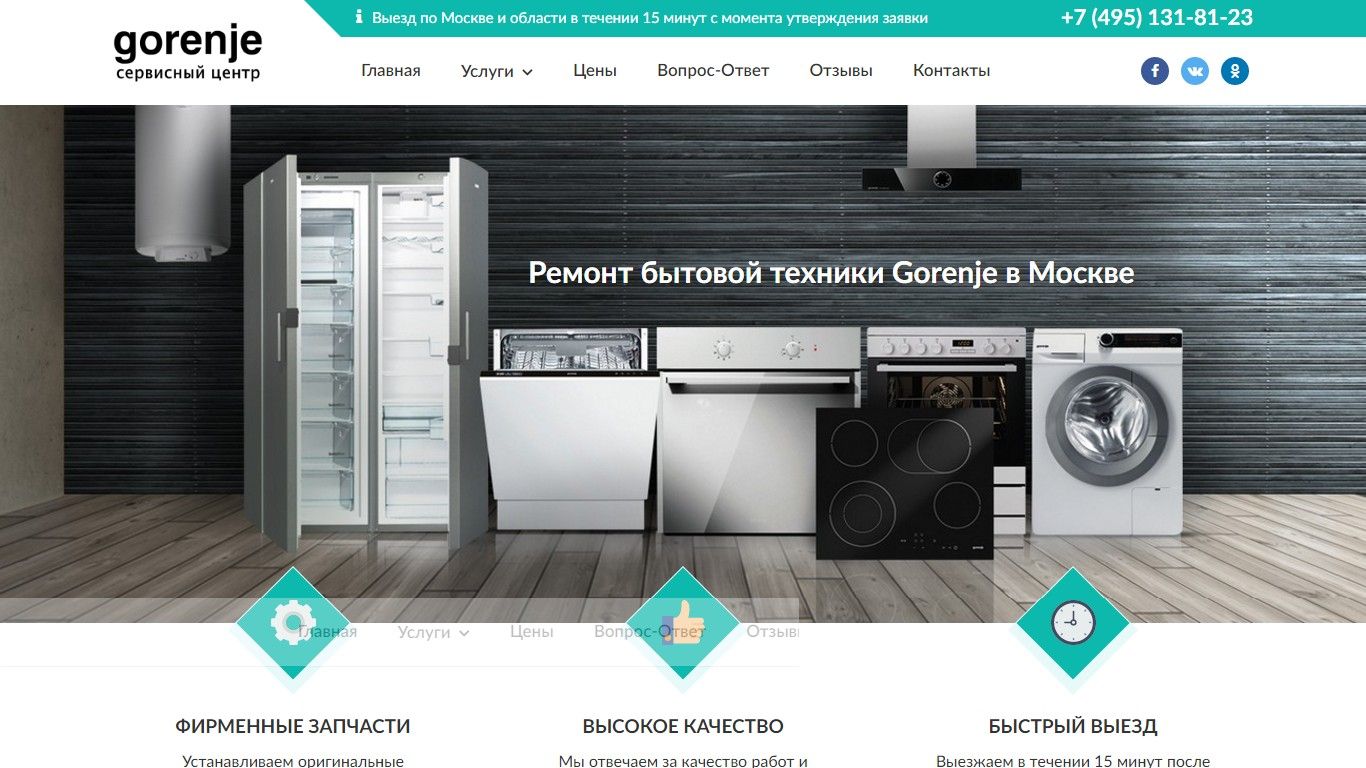 gorenje
сервисный центр
Выезд по Москве и области в течении 15 минут с момента утверждения заявки
+7 (495) 131-81-23
Главная
Услуги
Цены
Вопрос-Ответ
Отзывы
Контакты
Ремонт бытовой техники Gorenje в Москве
Главная
Услуги
Цены
Вопрос-Ответ
ФИРМЕННЫЕ ЗАПЧАСТИ
Устанавливаем оригинальные
ВЫСОКОЕ КАЧЕСТВО
Мы отвечаем за качество работ и
БЫСТРЫЙ ВЫЕЗД
Выезжаем в течении 15 минут после